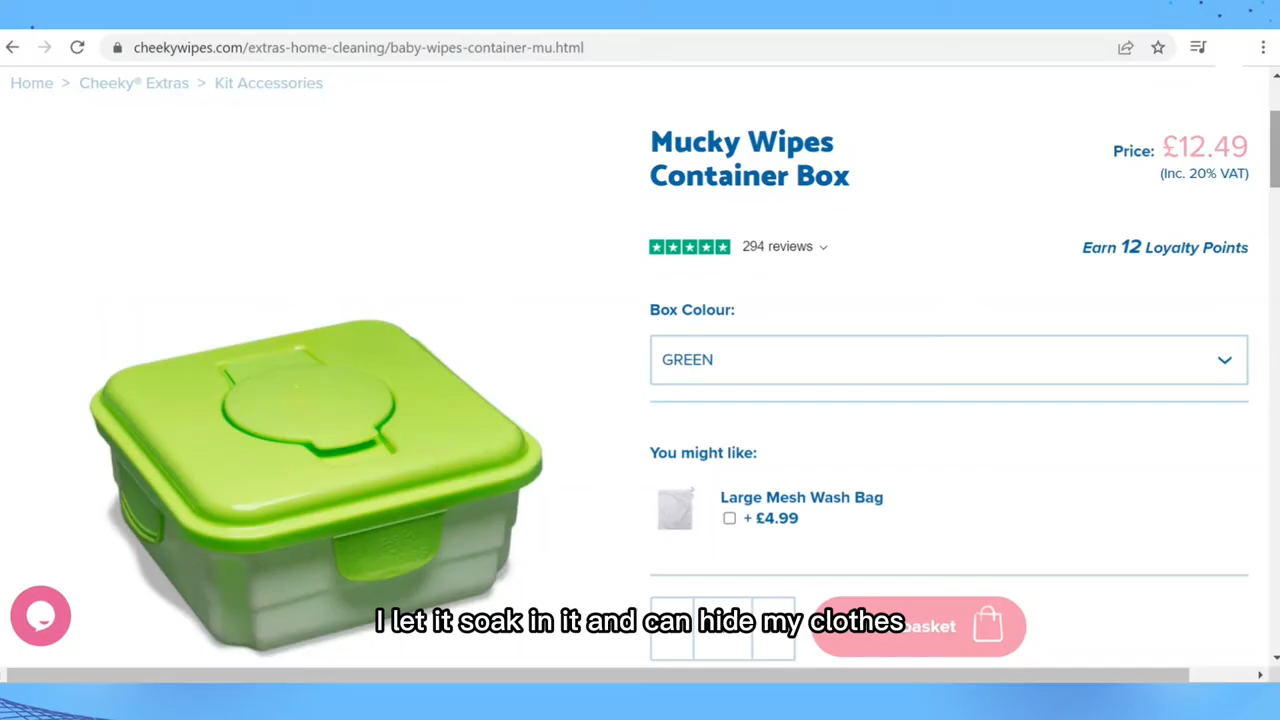 cheekywipes.com/extras-home-cleaning/baby-wipes-container-mu.html
Home > Cheeky® Extras > Kit Accessories
Mucky Wipes
Container Box
Price: £12.49
(Inc. 20% VAT)
294 reviews
Earn 12 Loyalty Points
Box Colour:
GREEN
You might like:
Large Mesh Wash Bag
+ £4.99
basket
I let it soak in it and can hide my clothes